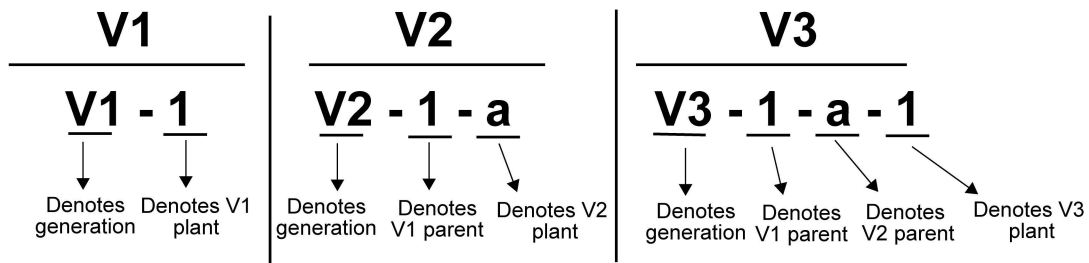 V1
V1 - 1
Denotes generation
Denotes V1 plant
V2
V2 - 1 - a
Denotes generation
Denotes V1 parent
Denotes V2 plant
V3
V3 - 1 - a - 1
Denotes generation
Denotes V1 parent
Denotes V2 parent
Denotes V3 plant